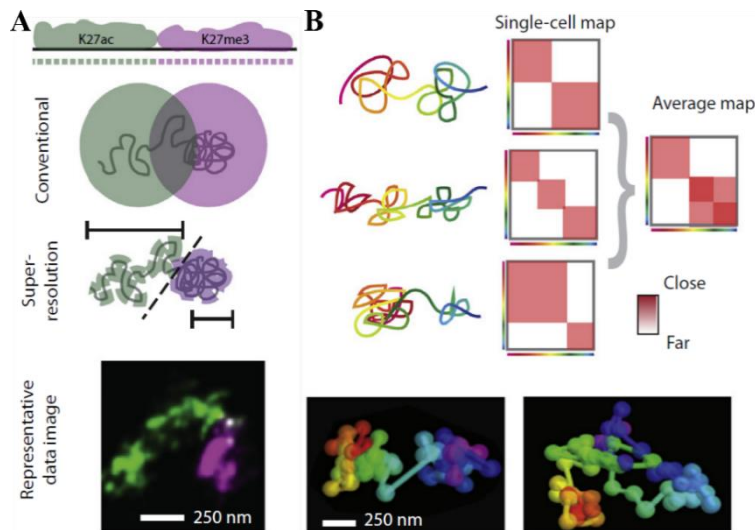 A
K27ac
K27me3
Conventional
Super-
resolution
Representative
data image
250 nm
B
Single-cell map
Average map
Close
Far
250 nm